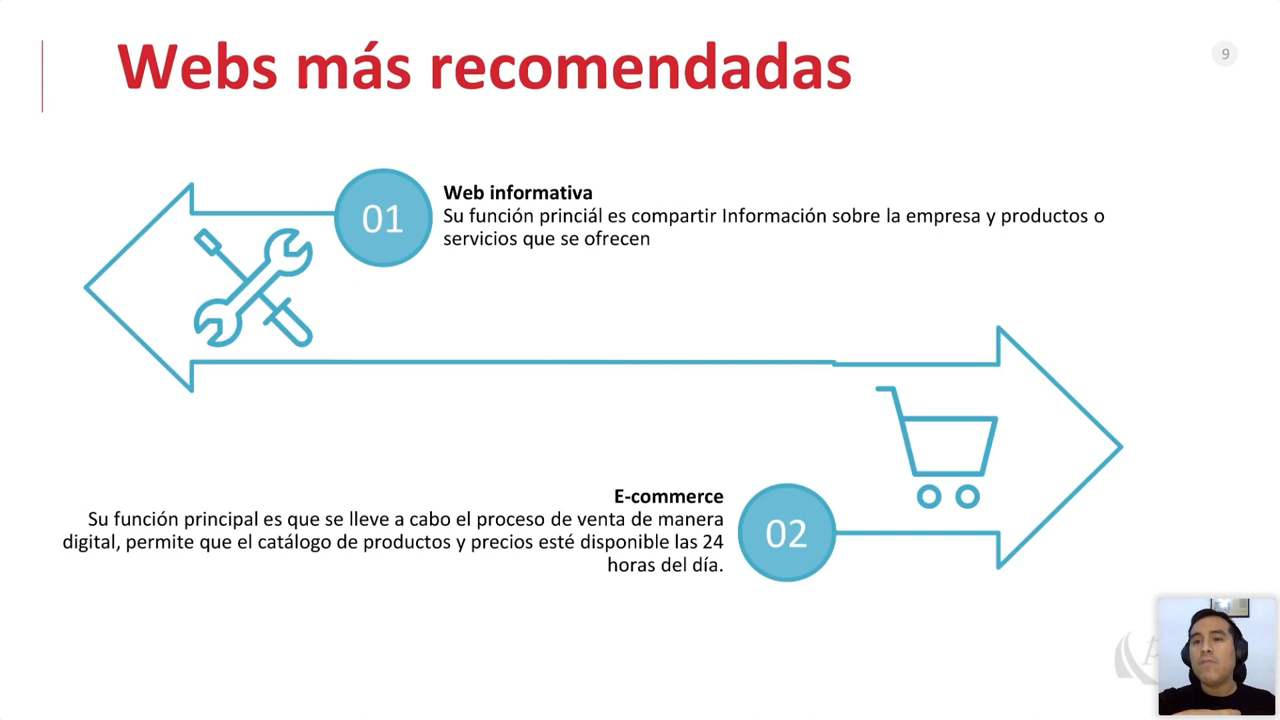 Webs más recomendadas
9
01
Web informativa
Su función princiál es compartir Información sobre la empresa y productos o
servicios que se ofrecen
E-commerce
Su función principal es que se lleve a cabo el proceso de venta de manera
digital, permite que el catálogo de productos y precios esté disponible las 24
horas del día.
02